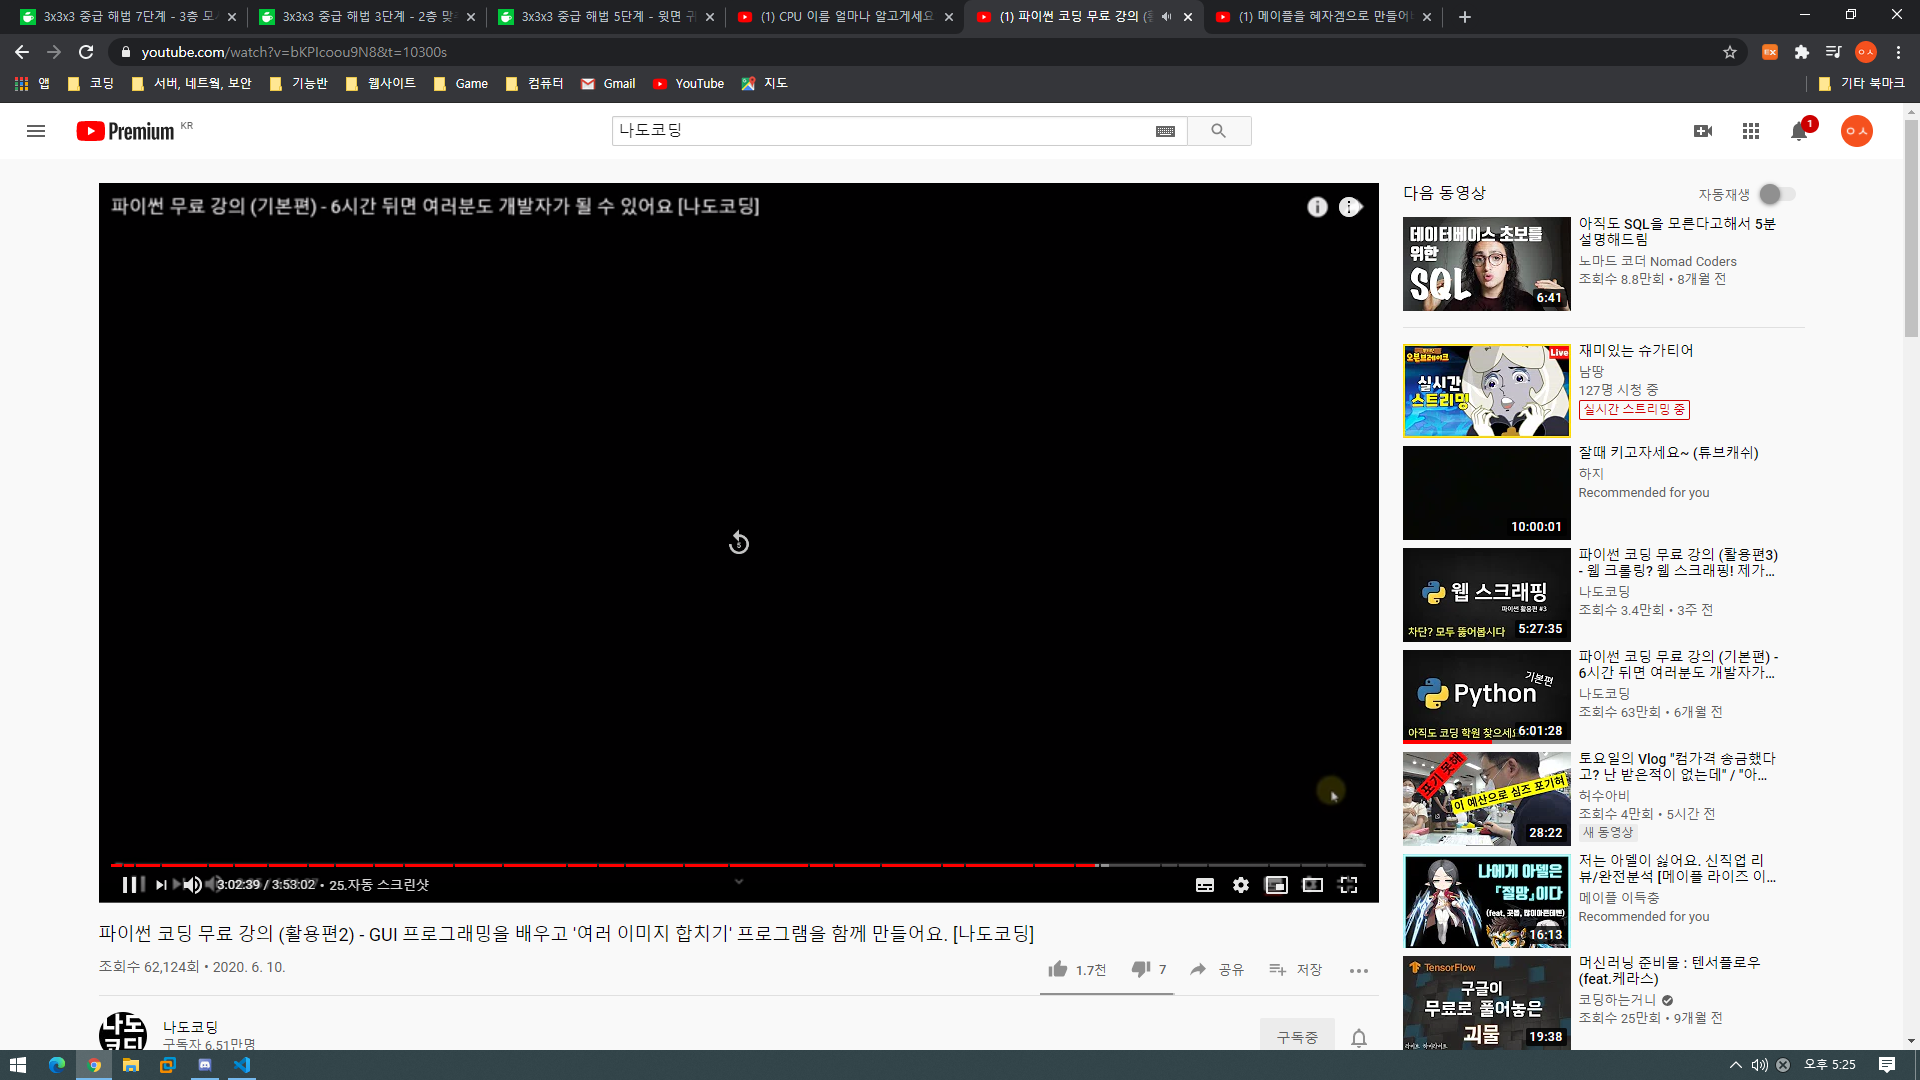 3x3x3 중급 해법 7단계 - 3층 모
3x3x3 중급 해법 3단계 - 2층 맞
3x3x3 중급 해법 5단계 - 윗면 귀
(1) CPU 이름 얼마나 알고게세요
(1) 파이썬 코딩 무료 강의 (활
(1) 메이플을 혜자겜으로 만들어
youtube.com/watch?v=bKPIcoou9N8&t=10300s
앱
코딩
서버, 네트웍, 보안
기능반
웹사이트
Game
컴퓨터
Gmail
YouTube
지도
기타 북마크
Premium KR
나도코딩
1
ㅇㅅ
파이썬 무료 강의 (기본편) - 6시간 뒤면 여러분도 개발자가 될 수 있어요 [나도코딩]
5
3:02:39 / 3:53:02 • 25.자동 스크린샷
파이썬 코딩 무료 강의 (활용편2) - GUI 프로그래밍을 배우고 '여러 이미지 합치기' 프로그램을 함께 만들어요. [나도코딩]
조회수 62,124회 • 2020. 6. 10.
1.7천
7
공유
저장
나도코딩
나도코딩
구독자 6.51만명
구독중
다음 동영상
자동재생
데이터베이스 초보를
위한
SQL
6:41
아직도 SQL을 모른다고해서 5분
설명해드림
노마드 코더 Nomad Coders
조회수 8.8만회 • 8개월 전
오븐브레이크
Live
실시간
스트리밍
재미있는 슈가티어
남땅
127명 시청 중
실시간 스트리밍 중
10:00:01
잘때 키고자세요~ (튜브캐쉬)
하지
Recommended for you
웹 스크래핑
파이썬 활용편 #3
차단? 모두 뚫어봅시다
5:27:35
파이썬 코딩 무료 강의 (활용편3)
- 웹 크롤링? 웹 스크래핑! 제가...
나도코딩
조회수 3.4만회 • 3주 전
기본편
Python
아직도 코딩 학원 찾으세요
6:01:28
파이썬 코딩 무료 강의 (기본편) -
6시간 뒤면 여러분도 개발자가...
나도코딩
조회수 63만회 • 6개월 전
포기 못해
이 예산으로 심즈 포기혀
28:22
토요일의 Vlog "컴가격 송금했다
고? 난 받은적이 없는데" / "아...
허수아비
조회수 4만회 • 5시간 전
새 동영상
나에게 아델은
『절망』이다
16:13
저는 아델이 싫어요. 신직업 리
뷰/완전분석 [메이플 라이즈 이...
메이플 이득충
Recommended for you
TensorFlow
구글이
무료로 풀어놓은
괴물
19:38
머신러닝 준비물 : 텐서플로우
(feat.케라스)
코딩하는거니
조회수 25만회 • 9개월 전
오후 5:25